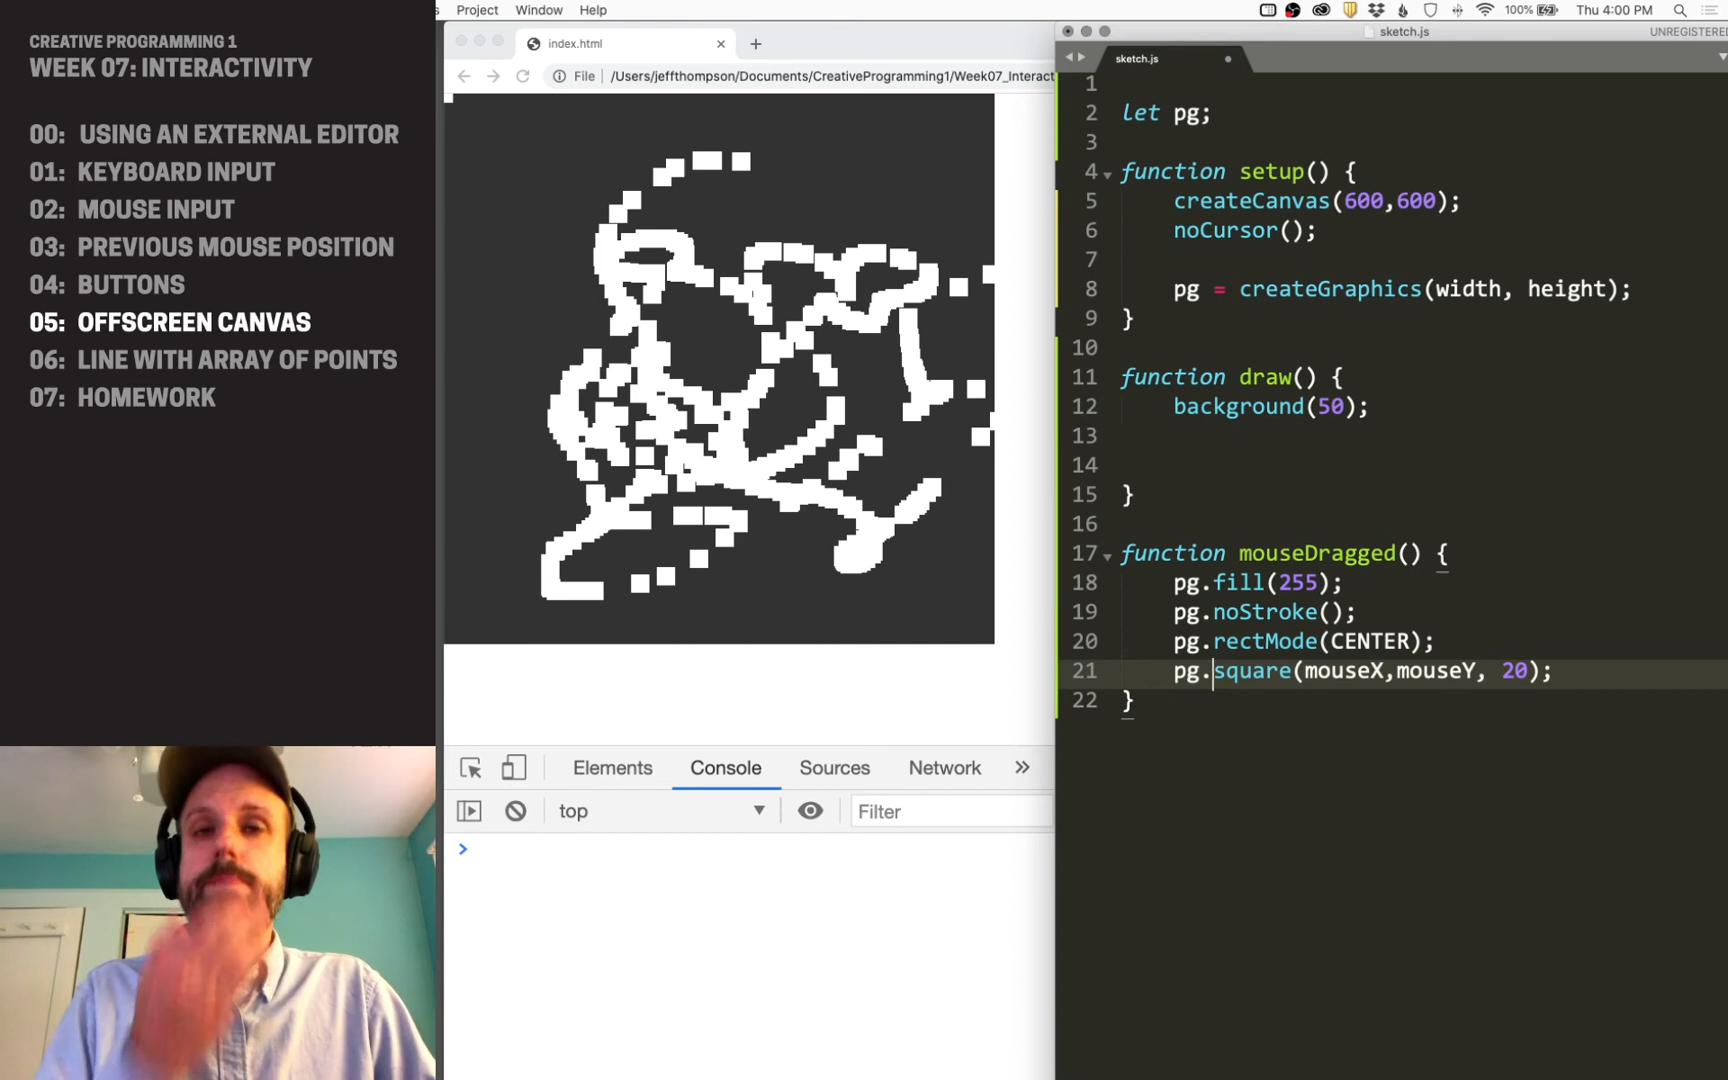 CREATIVE PROGRAMMING 1
WEEK 07: INTERACTIVITY
00: USING AN EXTERNAL EDITOR
01: KEYBOARD INPUT
02: MOUSE INPUT
03: PREVIOUS MOUSE POSITION
04: BUTTONS
05: OFFSCREEN CANVAS
06: LINE WITH ARRAY OF POINTS
07: HOMEWORK
Project Window Help
100% Thu 4:00 PM
index.html
File /Users/jeffthompson/Documents/CreativeProgramming1/Week07_Interact
Elements Console Sources Network
top Filter
sketch.js UNREGISTERED
sketch.js
1
2 let pg;
3
4 function setup() {
5 createCanvas(600,600);
6 noCursor();
7
8 pg = createGraphics(width, height);
9 }
10
11 function draw() {
12 background(50);
13
14
15 }
16
17 function mouseDragged() {
18 pg.fill(255);
19 pg.noStroke();
20 pg.rectMode(CENTER);
21 pg.square(mouseX,mouseY, 20);
22 }